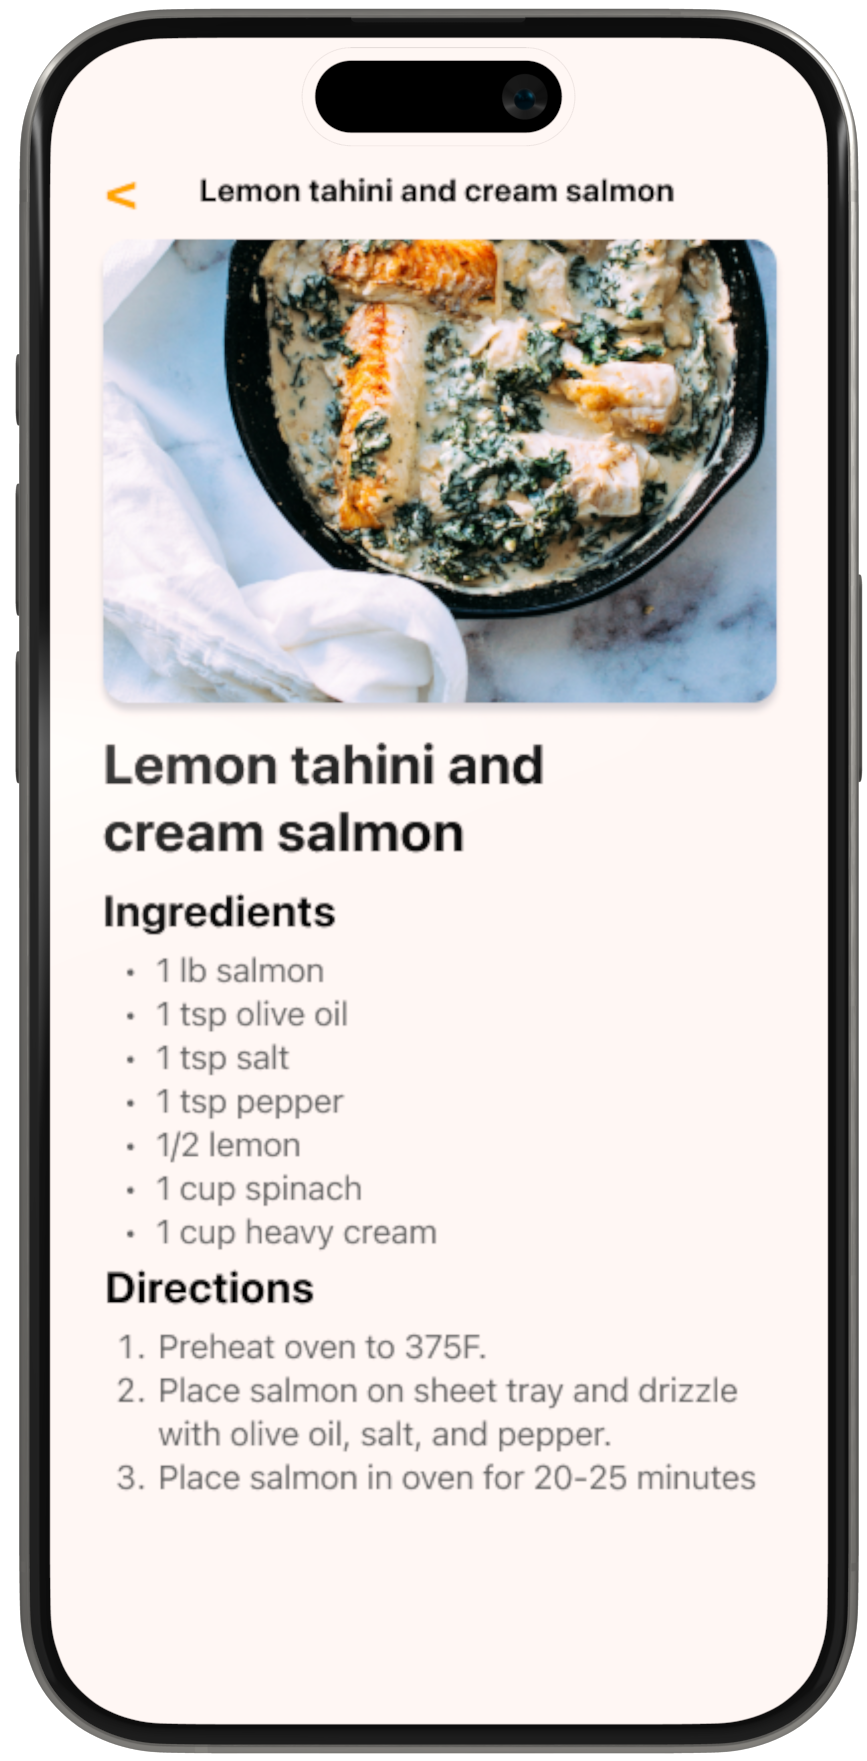 <
Lemon tahini and cream salmon
Lemon tahini and
cream salmon
Ingredients
• 1 lb salmon
• 1 tsp olive oil
• 1 tsp salt
• 1 tsp pepper
• 1/2 lemon
• 1 cup spinach
• 1 cup heavy cream
Directions
1. Preheat oven to 375F.
2. Place salmon on sheet tray and drizzle
with olive oil, salt, and pepper.
3. Place salmon in oven for 20-25 minutes